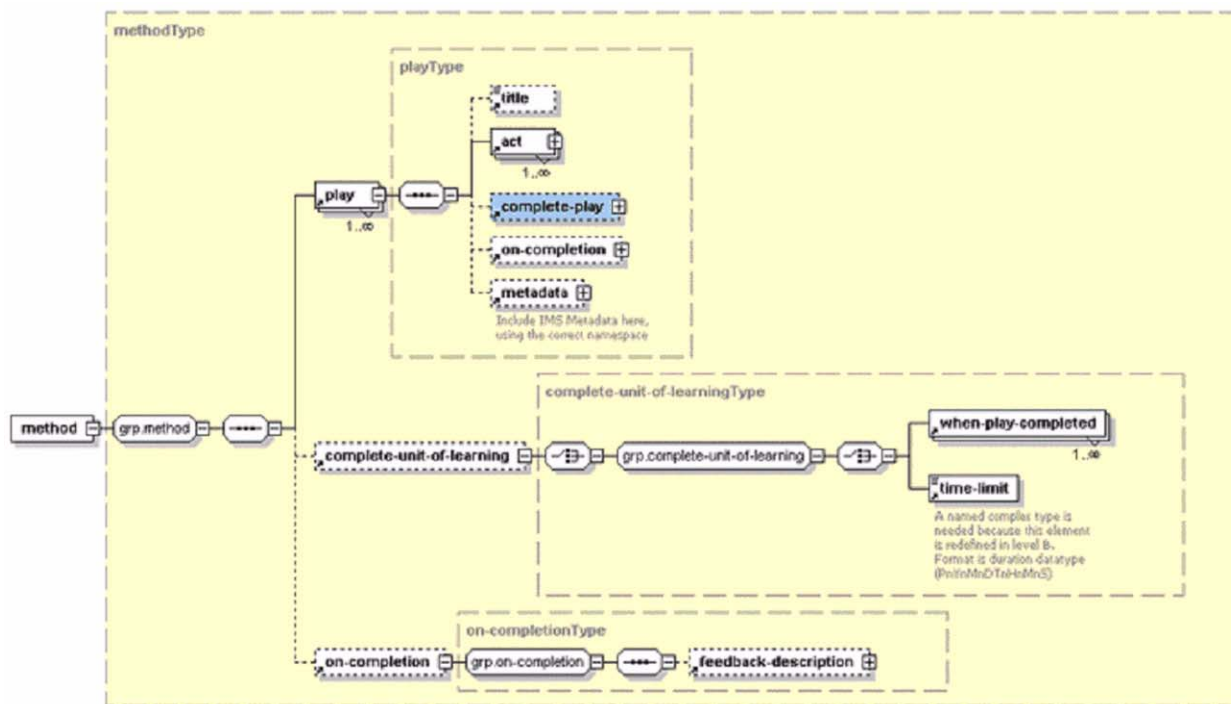 methodType
playType
title
act
1..∞
play
1..∞
complete-play
on-completion
metadata
Include IMS Metadata here,
using the correct namespace
complete-unit-of-learningType
method
grp.method
when-play-completed
1..∞
complete-unit-of-learning
grp.complete-unit-of-learning
time-limit
A named complex type is
needed because this element
is redefined in level B.
Format is duration datatype
(PnYnMnDTnHnMnS)
on-completionType
on-completion
grp.on-completion
feedback-description